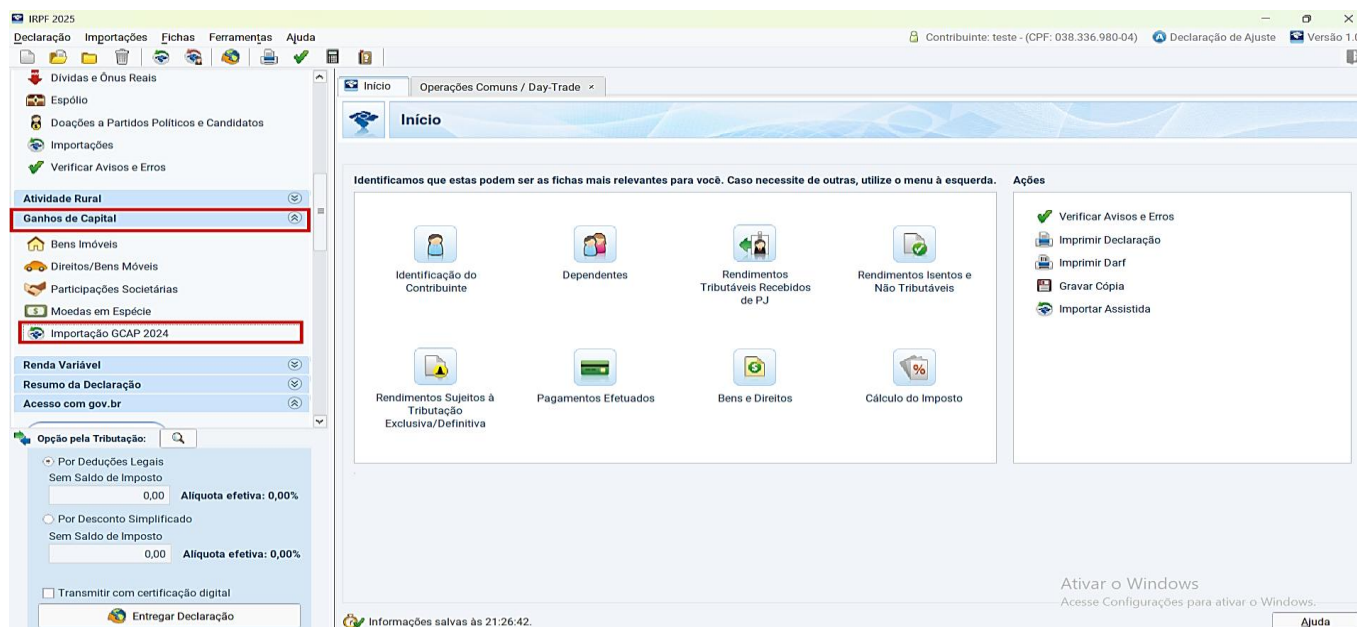 IRPF 2025
Declaração Importações Fichas Ferramentas Ajuda
Contribuinte: teste - (CPF: 038.336.980-04) Declaração de Ajuste Versão 1.0
Dívidas e Ônus Reais
Espólio
Doações a Partidos Políticos e Candidatos
Importações
Verificar Avisos e Erros
Atividade Rural
Ganhos de Capital
Bens Imóveis
Direitos/Bens Móveis
Participações Societárias
Moedas em Espécie
Importação GCAP 2024
Renda Variável
Resumo da Declaração
Acesso com gov.br
Opção pela Tributação:
Por Deduções Legais
Sem Saldo de Imposto
0,00 Alíquota efetiva: 0,00%
Por Desconto Simplificado
Sem Saldo de Imposto
0,00 Alíquota efetiva: 0,00%
Transmitir com certificação digital
Entregar Declaração
Início Operações Comuns / Day-Trade ×
Início
Identificamos que estas podem ser as fichas mais relevantes para você. Caso necessite de outras, utilize o menu à esquerda.
Identificação do
Contribuinte
Dependentes
Rendimentos
Tributáveis Recebidos
de PJ
Rendimentos Isentos e
Não Tributáveis
Rendimentos Sujeitos à
Tributação
Exclusiva/Definitiva
Pagamentos Efetuados
Bens e Direitos
Cálculo do Imposto
Ações
Verificar Avisos e Erros
Imprimir Declaração
Imprimir Darf
Gravar Cópia
Importar Assistida
Ativar o Windows
Acesse Configurações para ativar o Windows.
Informações salvas às 21:26:42.
Ajuda